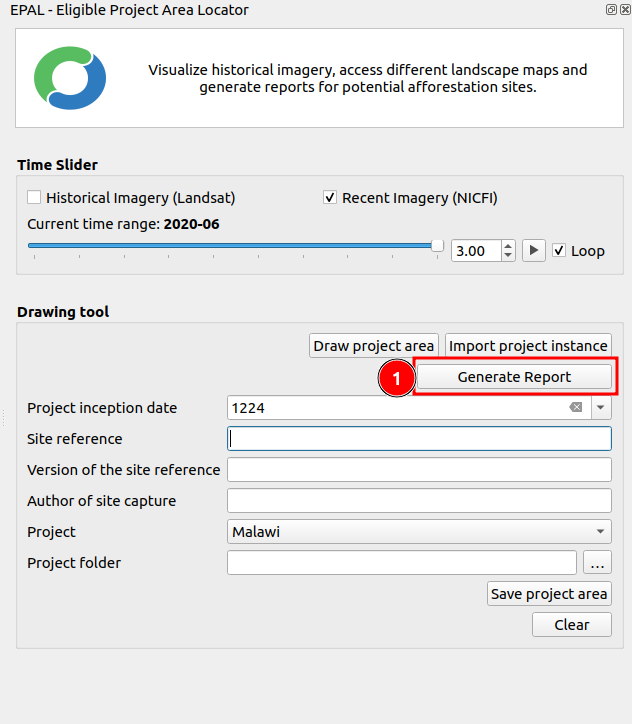 EPAL - Eligible Project Area Locator
Visualize historical imagery, access different landscape maps and
generate reports for potential afforestation sites.
Time Slider
Historical Imagery (Landsat)
Recent Imagery (NICFI)
Current time range: 2020-06
3.00
Loop
Drawing tool
Draw project area
Import project instance
1
Generate Report
Project inception date
1224
Site reference
Version of the site reference
Author of site capture
Project
Malawi
Project folder
...
Save project area
Clear